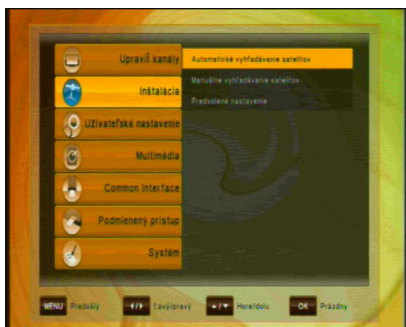 Upraviť kanály
Automatické vyhľadávanie satelitov
Inštalácia
Manuálne vyhľadávanie satelitov
Predvolené nastavenie
Užívateľské nastavenie
Multimédia
Common Interface
Podmienený prístup
Systém
MENU Predošlý
Ľavý/pravý
Hore/dolu
OK Prázdny